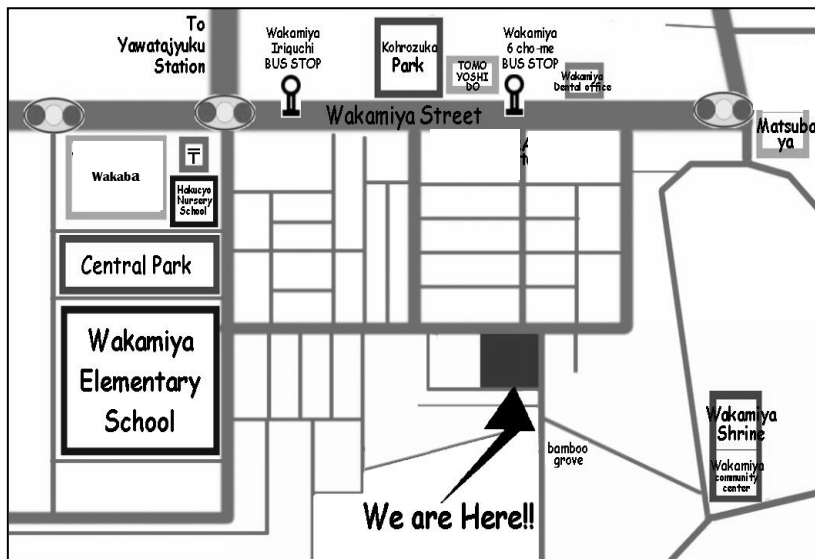 To
Yawatajyuku
Station
Wakamiya
Iriguchi
BUS STOP
Kohrozuka
Park
TOMO
YOSHI
DO
Wakamiya
6 cho-me
BUS STOP
Wakamiya
Dental office
Wakamiya Street
Matsuba
ya
Wakaba
〒
Hakucyo
Nursery
School
Central Park
Wakamiya
Elementary
School
Wakamiya
Shrine
Wakamiya
community
center
bamboo
grove
We are Here!!